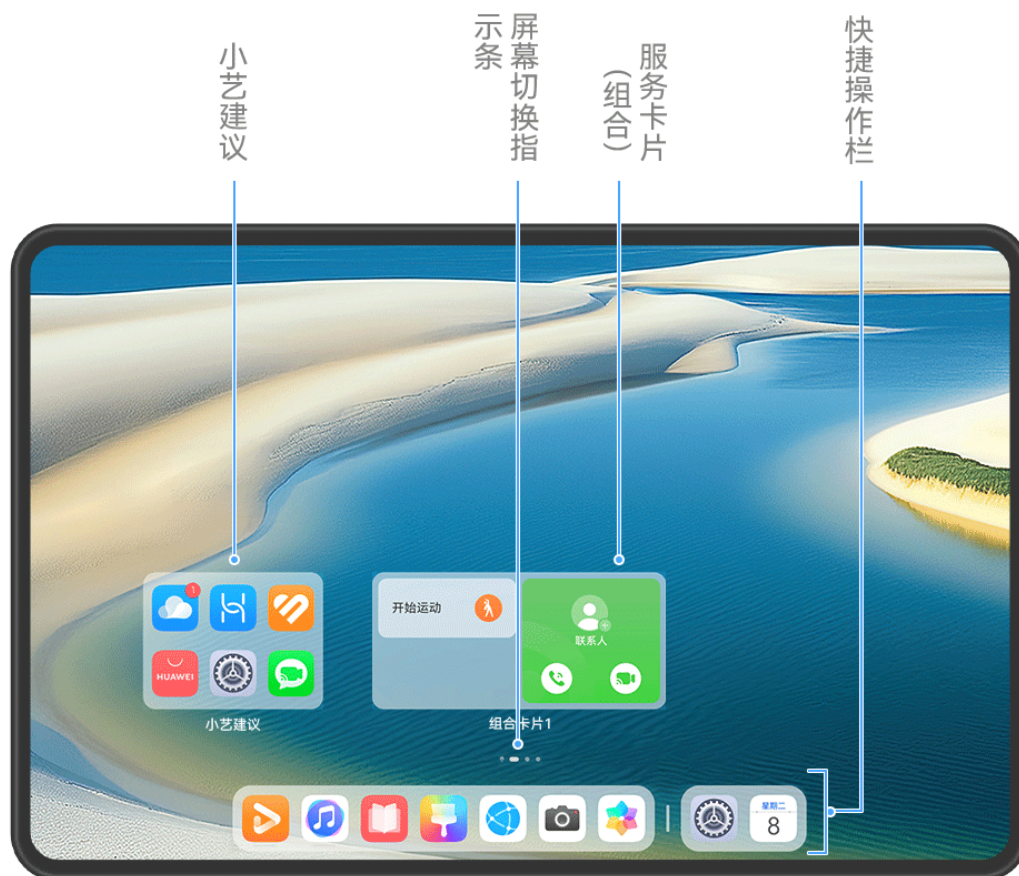 小艺建议
屏幕切换指
示条
服务卡片
(组合)
快捷操作栏
1
HUAWEI
小艺建议
开始运动
联系人
组合卡片1
星期二
8